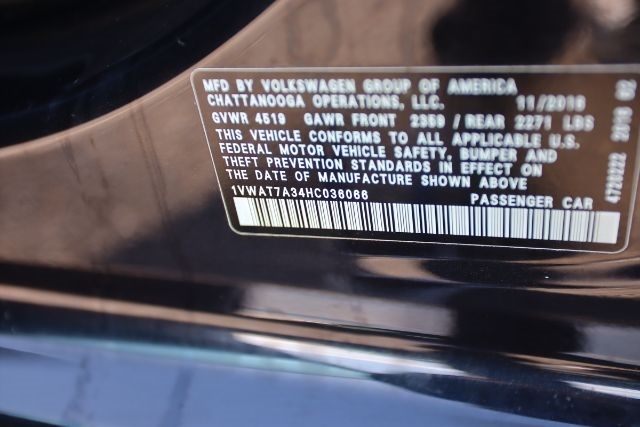 MFD BY VOLKSWAGEN GROUP OF AMERICA
CHATTANOOGA OPERATIONS, LLC. 11/2016
GVWR 4519 GAWR FRONT 2359 / REAR 2271 LBS
THIS VEHICLE CONFORMS TO ALL APPLICABLE U.S.
FEDERAL MOTOR VEHICLE SAFETY, BUMPER AND
THEFT PREVENTION STANDARDS IN EFFECT ON
THE DATE OF MANUFACTURE SHOWN ABOVE
1VWAT7A34HC036066 PASSENGER CAR